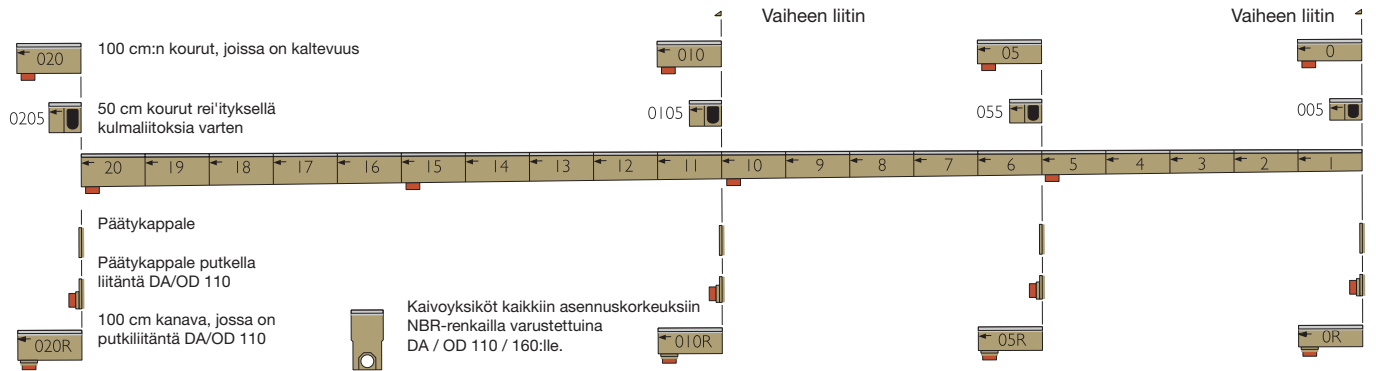 Vaiheen liitin
Vaiheen liitin
020
100 cm:n kourut, joissa on kaltevuus
010
05
0
0205
50 cm kourut rei'ityksellä
kulmaliitoksia varten
0105
055
005
20 19 18 17 16 15 14 13 12 11 10 9 8 7 6 5 4 3 2 1
Päätykappale
Päätykappale putkella
liitäntä DA/OD 110
100 cm kanava, jossa on
putkiliitäntä DA/OD 110
020R
Kaivoyksiköt kaikkiin asennuskorkeuksiin
NBR-renkailla varustettuina
DA / OD 110 / 160:lle.
010R
05R
0R